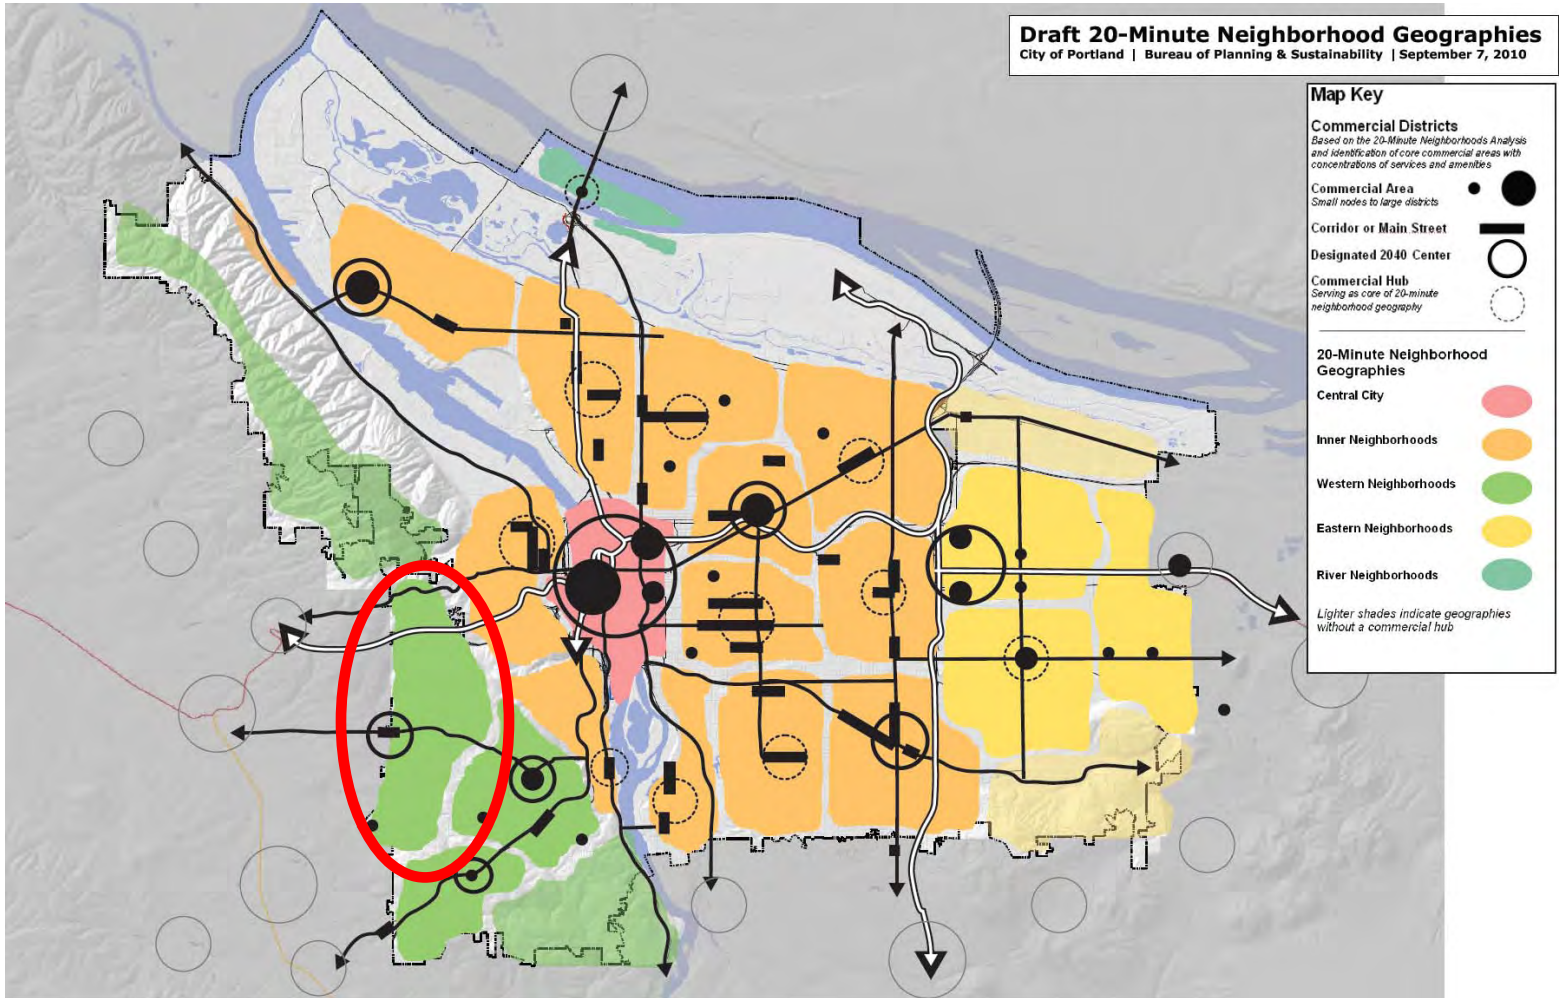 Draft 20-Minute Neighborhood Geographies
City of Portland | Bureau of Planning & Sustainability | September 7, 2010
Map Key
Commercial Districts
Based on the 20-Minute Neighborhoods Analysis
and identification of core commercial areas with
concentrations of services and amenities
Commercial Area
Small nodes to large districts
Corridor or Main Street
Designated 2040 Center
Commercial Hub
Serving as core of 20-minute
neighborhood geography
20-Minute Neighborhood
Geographies
Central City
Inner Neighborhoods
Western Neighborhoods
Eastern Neighborhoods
River Neighborhoods
Lighter shades indicate geographies
without a commercial hub